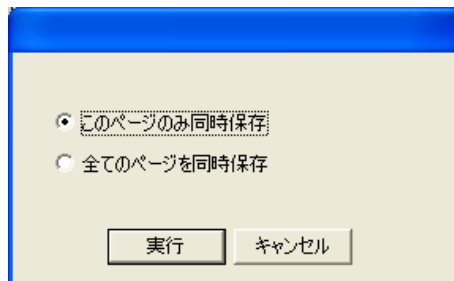 このページのみ同時保存
全てのページを同時保存
実行 キャンセル